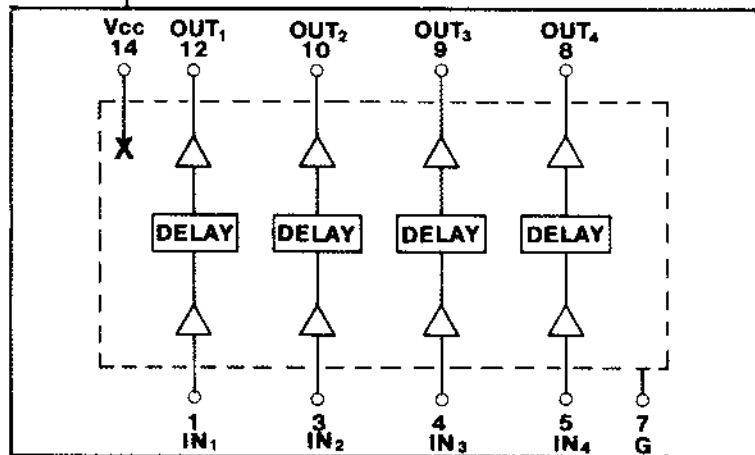 Vcc OUT₁ OUT₂ OUT₃ OUT₄
14 12 10 9 8
X
DELAY DELAY DELAY DELAY
1 3 4 5 7
IN₁ IN₂ IN₃ IN₄ G